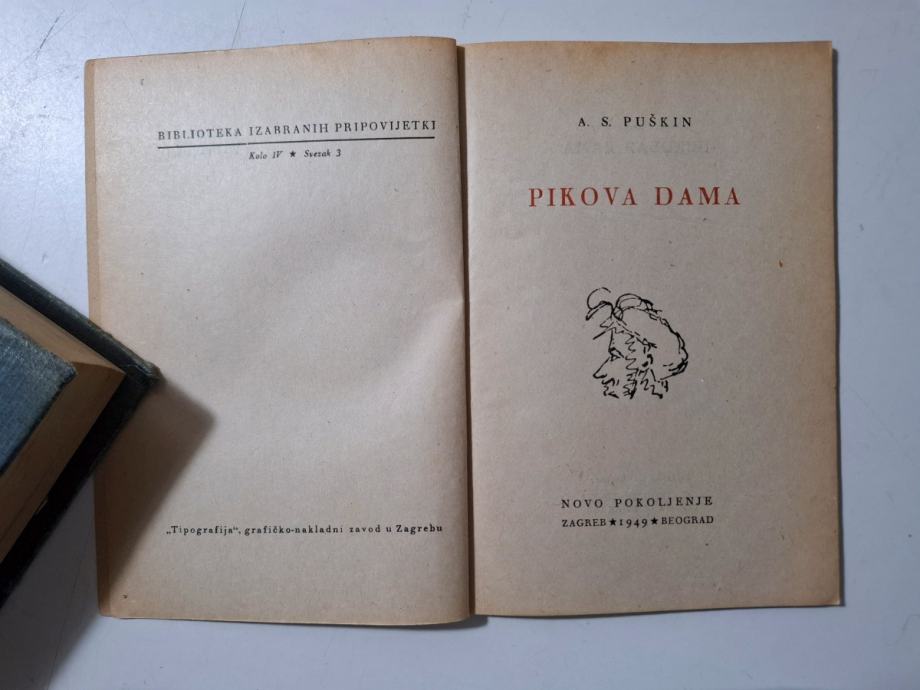 BIBLIOTEKA IZABRANIH PRIPOVIJETKI
Kolo IV ★ Svezak 3
„Tipografija“, grafičko-nakladni zavod u Zagrebu
A. S. PUŠKIN
PIKOVA DAMA
NOVO POKOLJENJE
ZAGREB ★ 1949 ★ BEOGRAD